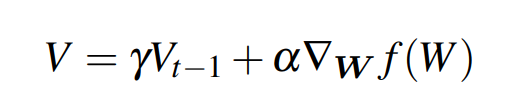 V = γV_{t−1} + α∇_W f(W)